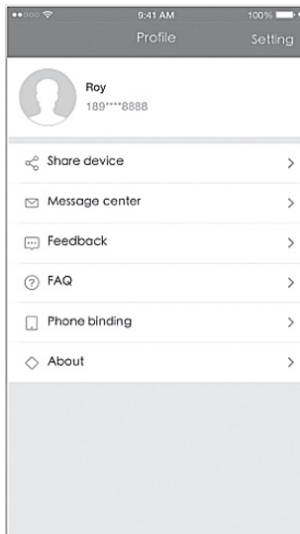 9:41 AM 100%
Profile Setting
Roy
189****8888
Share device
Message center
Feedback
FAQ
Phone binding
About